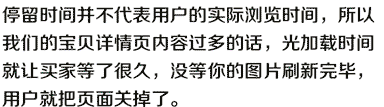 停留时间并不代表用户的实际浏览时间，所以
我们的宝贝详情页内容过多的话，光加载时间
就让买家等了很久，没等你的图片刷新完毕，
用户就把页面关掉了。